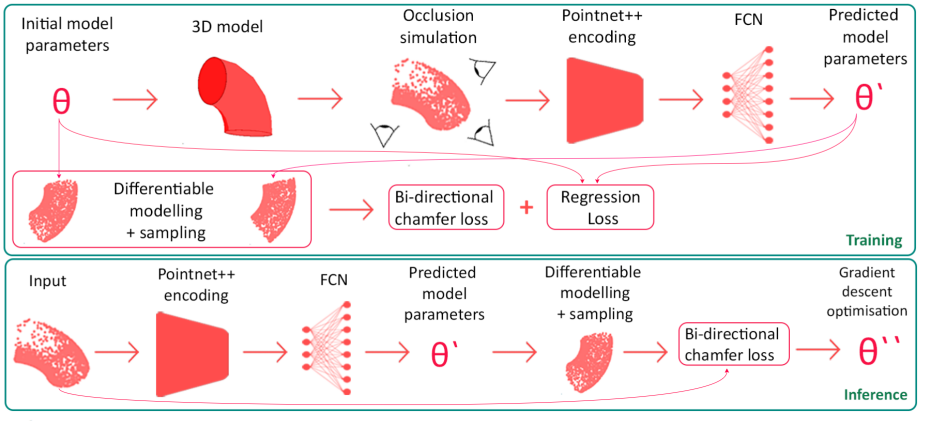 Initial model
parameters
3D model
Occlusion
simulation
Pointnet++
encoding
FCN
Predicted
model
parameters
θ
θ`
Differentiable
modelling
+ sampling
Bi-directional
chamfer loss
+
Regression
Loss
Training
Input
Pointnet++
encoding
FCN
Predicted
model
parameters
θ`
Differentiable
modelling
+ sampling
Bi-directional
chamfer loss
Gradient
descent
optimisation
θ``
Inference